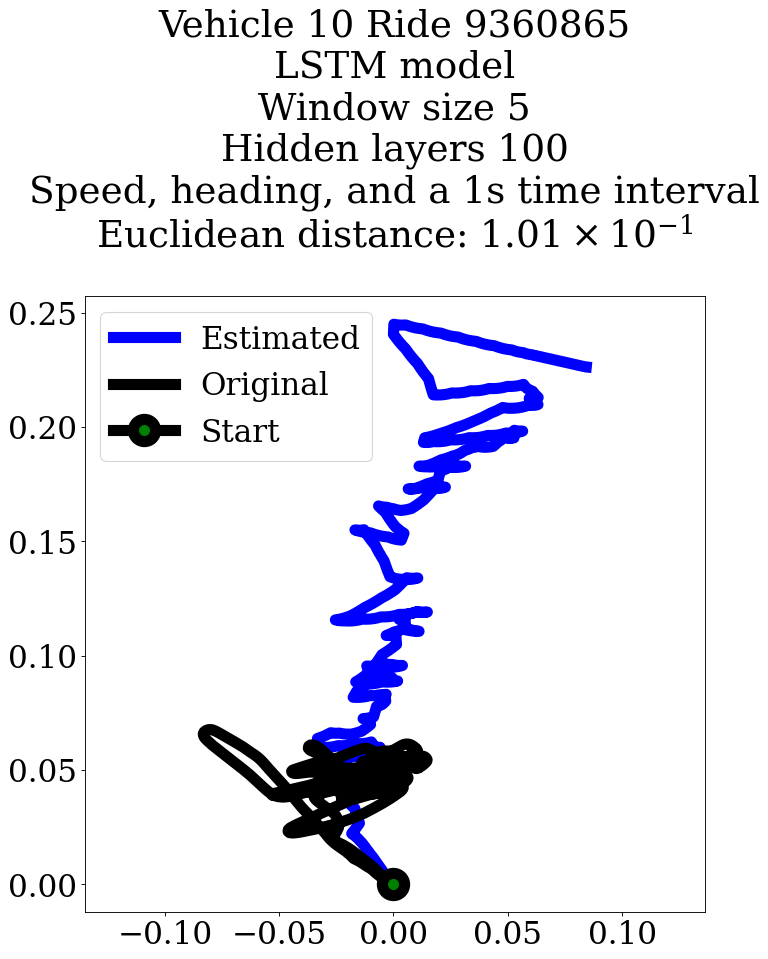 Vehicle 10 Ride 9360865
LSTM model
Window size 5
Hidden layers 100
Speed, heading, and a 1s time interval
Euclidean distance: 1.01 × 10⁻¹
Estimated
Original
Start
0.25
0.20
0.15
0.10
0.05
0.00
−0.10 −0.05 0.00 0.05 0.10